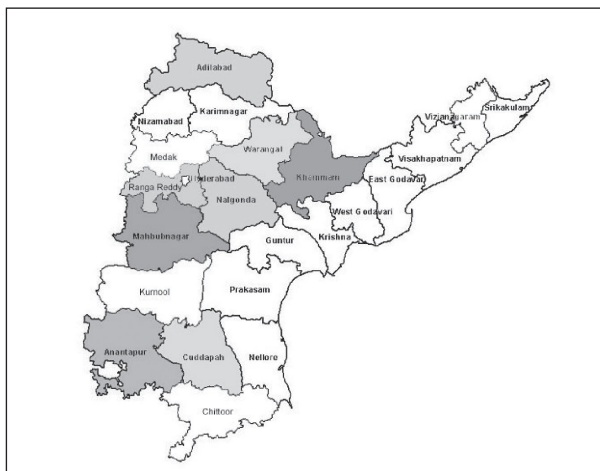 Adilabad
Nizamabad
Karimnagar
Medak
Warangal
Hyderabad
Ranga Reddy
Khammam
Nalgonda
Mahbubnagar
Srikakulam
Vizianagaram
Visakhapatnam
East Godavari
West Godavari
Krishna
Guntur
Kurnool
Prakasam
Anantapur
Cuddapah
Nellore
Chittoor